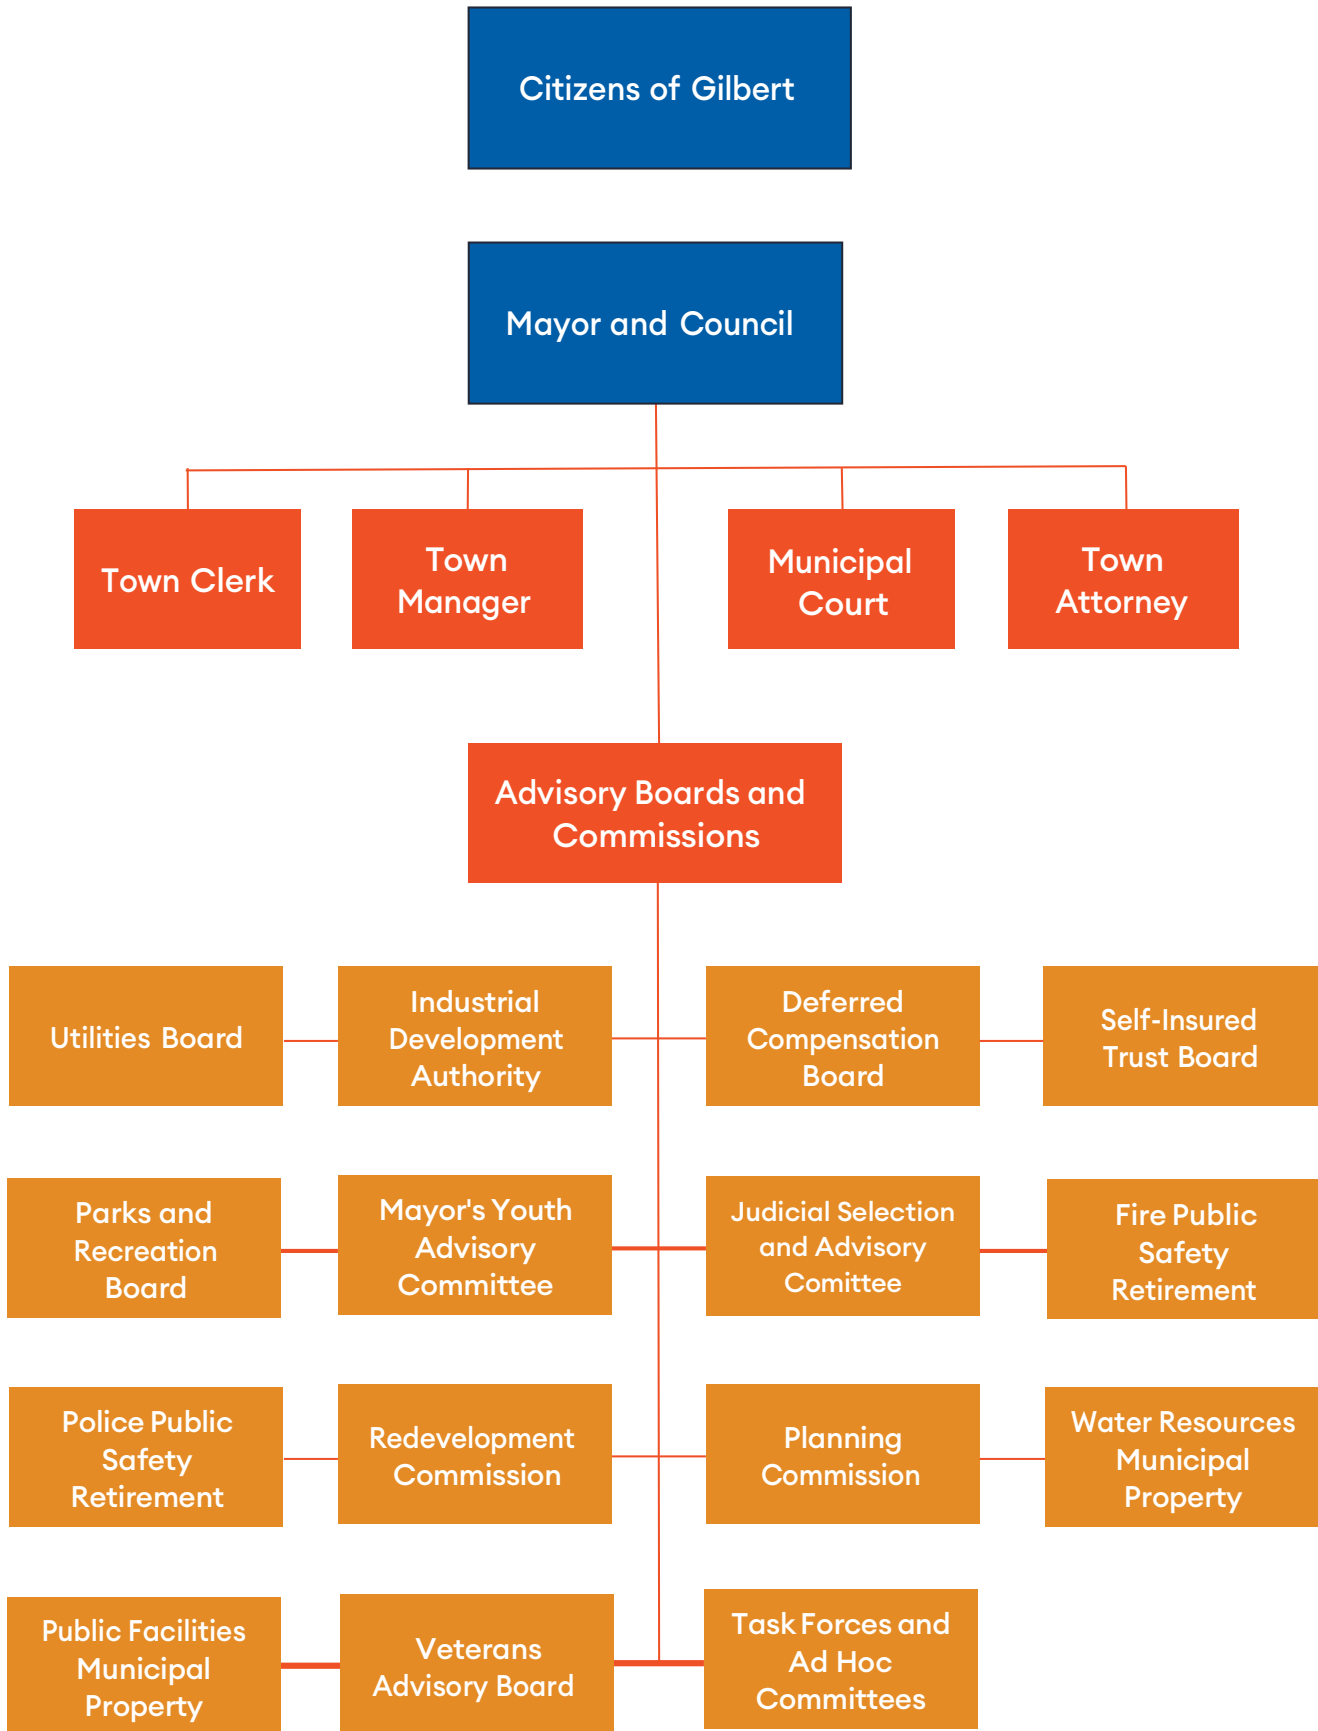 Citizens of Gilbert
Mayor and Council
Town Clerk
Town
Manager
Municipal
Court
Town
Attorney
Advisory Boards and
Commissions
Utilities Board
Industrial
Development
Authority
Deferred
Compensation
Board
Self-Insured
Trust Board
Parks and
Recreation
Board
Mayor's Youth
Advisory
Committee
Judicial Selection
and Advisory
Comittee
Fire Public
Safety
Retirement
Police Public
Safety
Retirement
Redevelopment
Commission
Planning
Commission
Water Resources
Municipal
Property
Public Facilities
Municipal
Property
Veterans
Advisory Board
Task Forces and
Ad Hoc
Committees